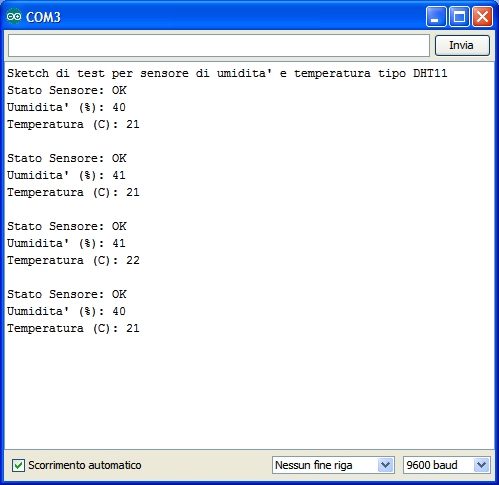 COM3
Invia
Sketch di test per sensore di umidita' e temperatura tipo DHT11
Stato Sensore: OK
Uumidita' (%): 40
Temperatura (C): 21
Stato Sensore: OK
Uumidita' (%): 41
Temperatura (C): 21
Stato Sensore: OK
Uumidita' (%): 41
Temperatura (C): 22
Stato Sensore: OK
Uumidita' (%): 40
Temperatura (C): 21
Scorrimento automatico
Nessun fine riga
9600 baud